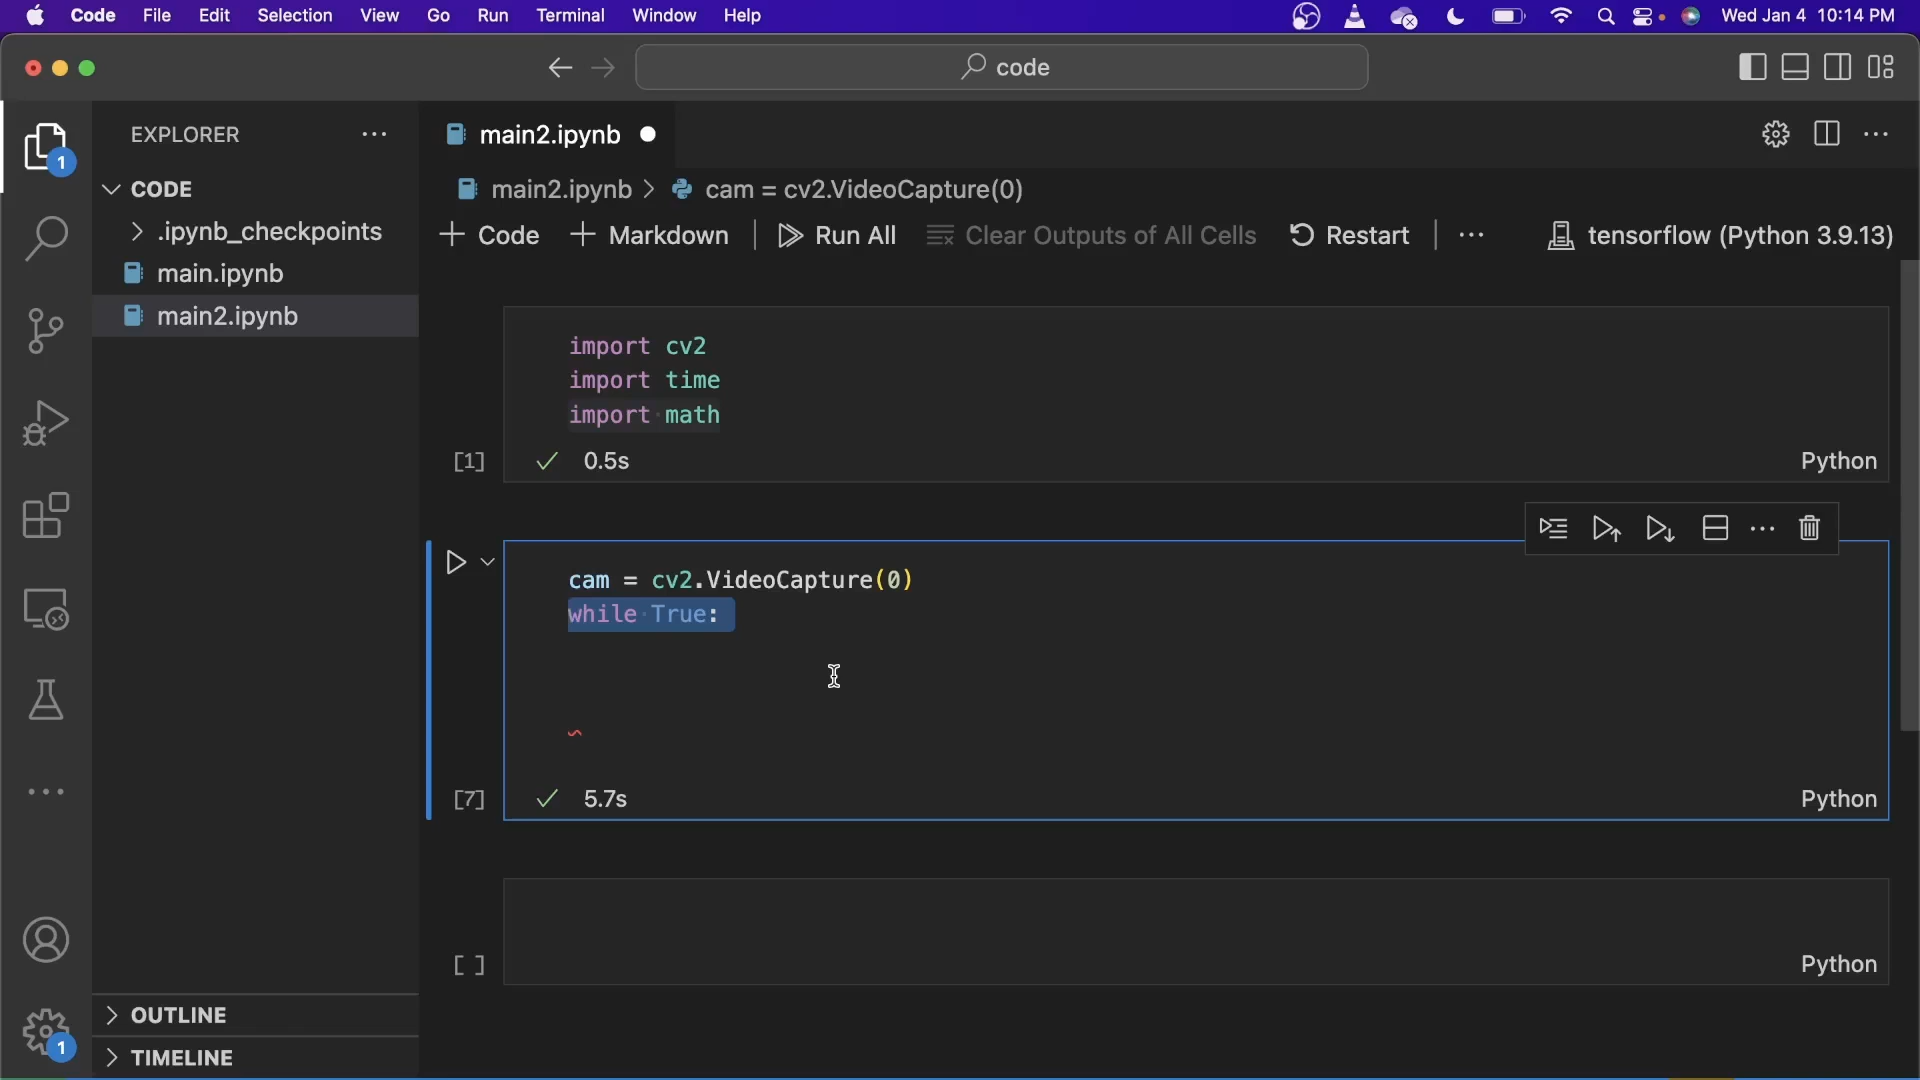 Code File Edit Selection View Go Run Terminal Window Help Wed Jan 4 10:14 PM
code
EXPLORER
main2.ipynb
1
CODE
main2.ipynb > cam = cv2.VideoCapture(0)
.ipynb_checkpoints
+ Code + Markdown Run All Clear Outputs of All Cells Restart ... tensorflow (Python 3.9.13)
main.ipynb
main2.ipynb
import cv2
import time
import math
[1] 0.5s Python
cam = cv2.VideoCapture(0)
while True:
[7] 5.7s Python
[ ] Python
OUTLINE
1
TIMELINE